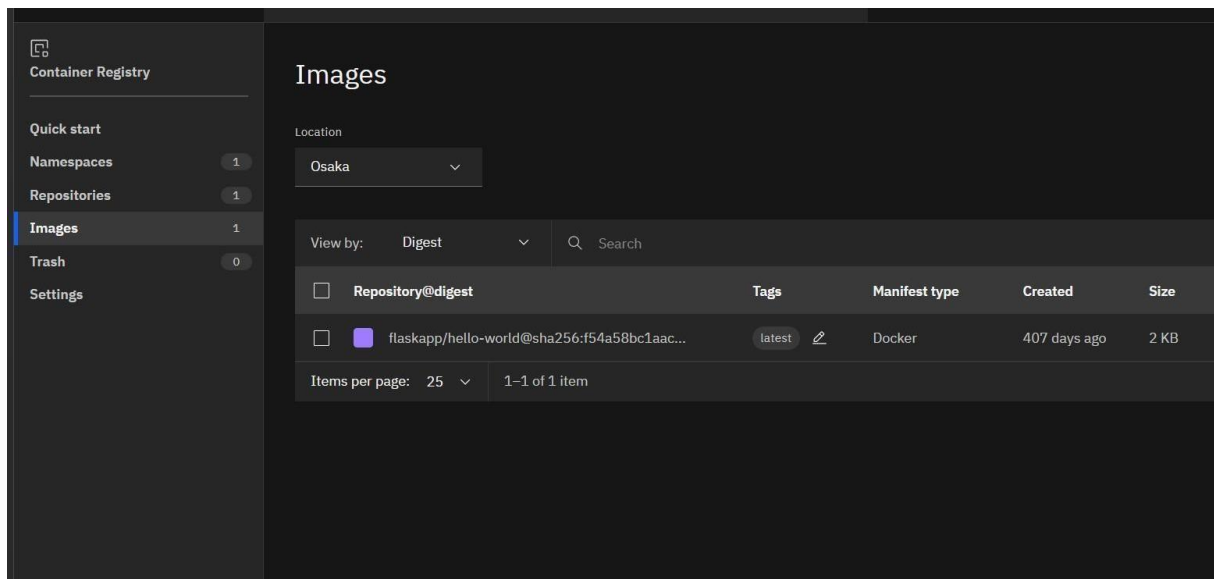 Container Registry
Quick start
Namespaces 1
Repositories 1
Images 1
Trash 0
Settings
Images
Location
Osaka
View by: Digest Search
Repository@digest Tags Manifest type Created Size
flaskapp/hello-world@sha256:f54a58bc1aac... latest Docker 407 days ago 2 KB
Items per page: 25 1–1 of 1 item